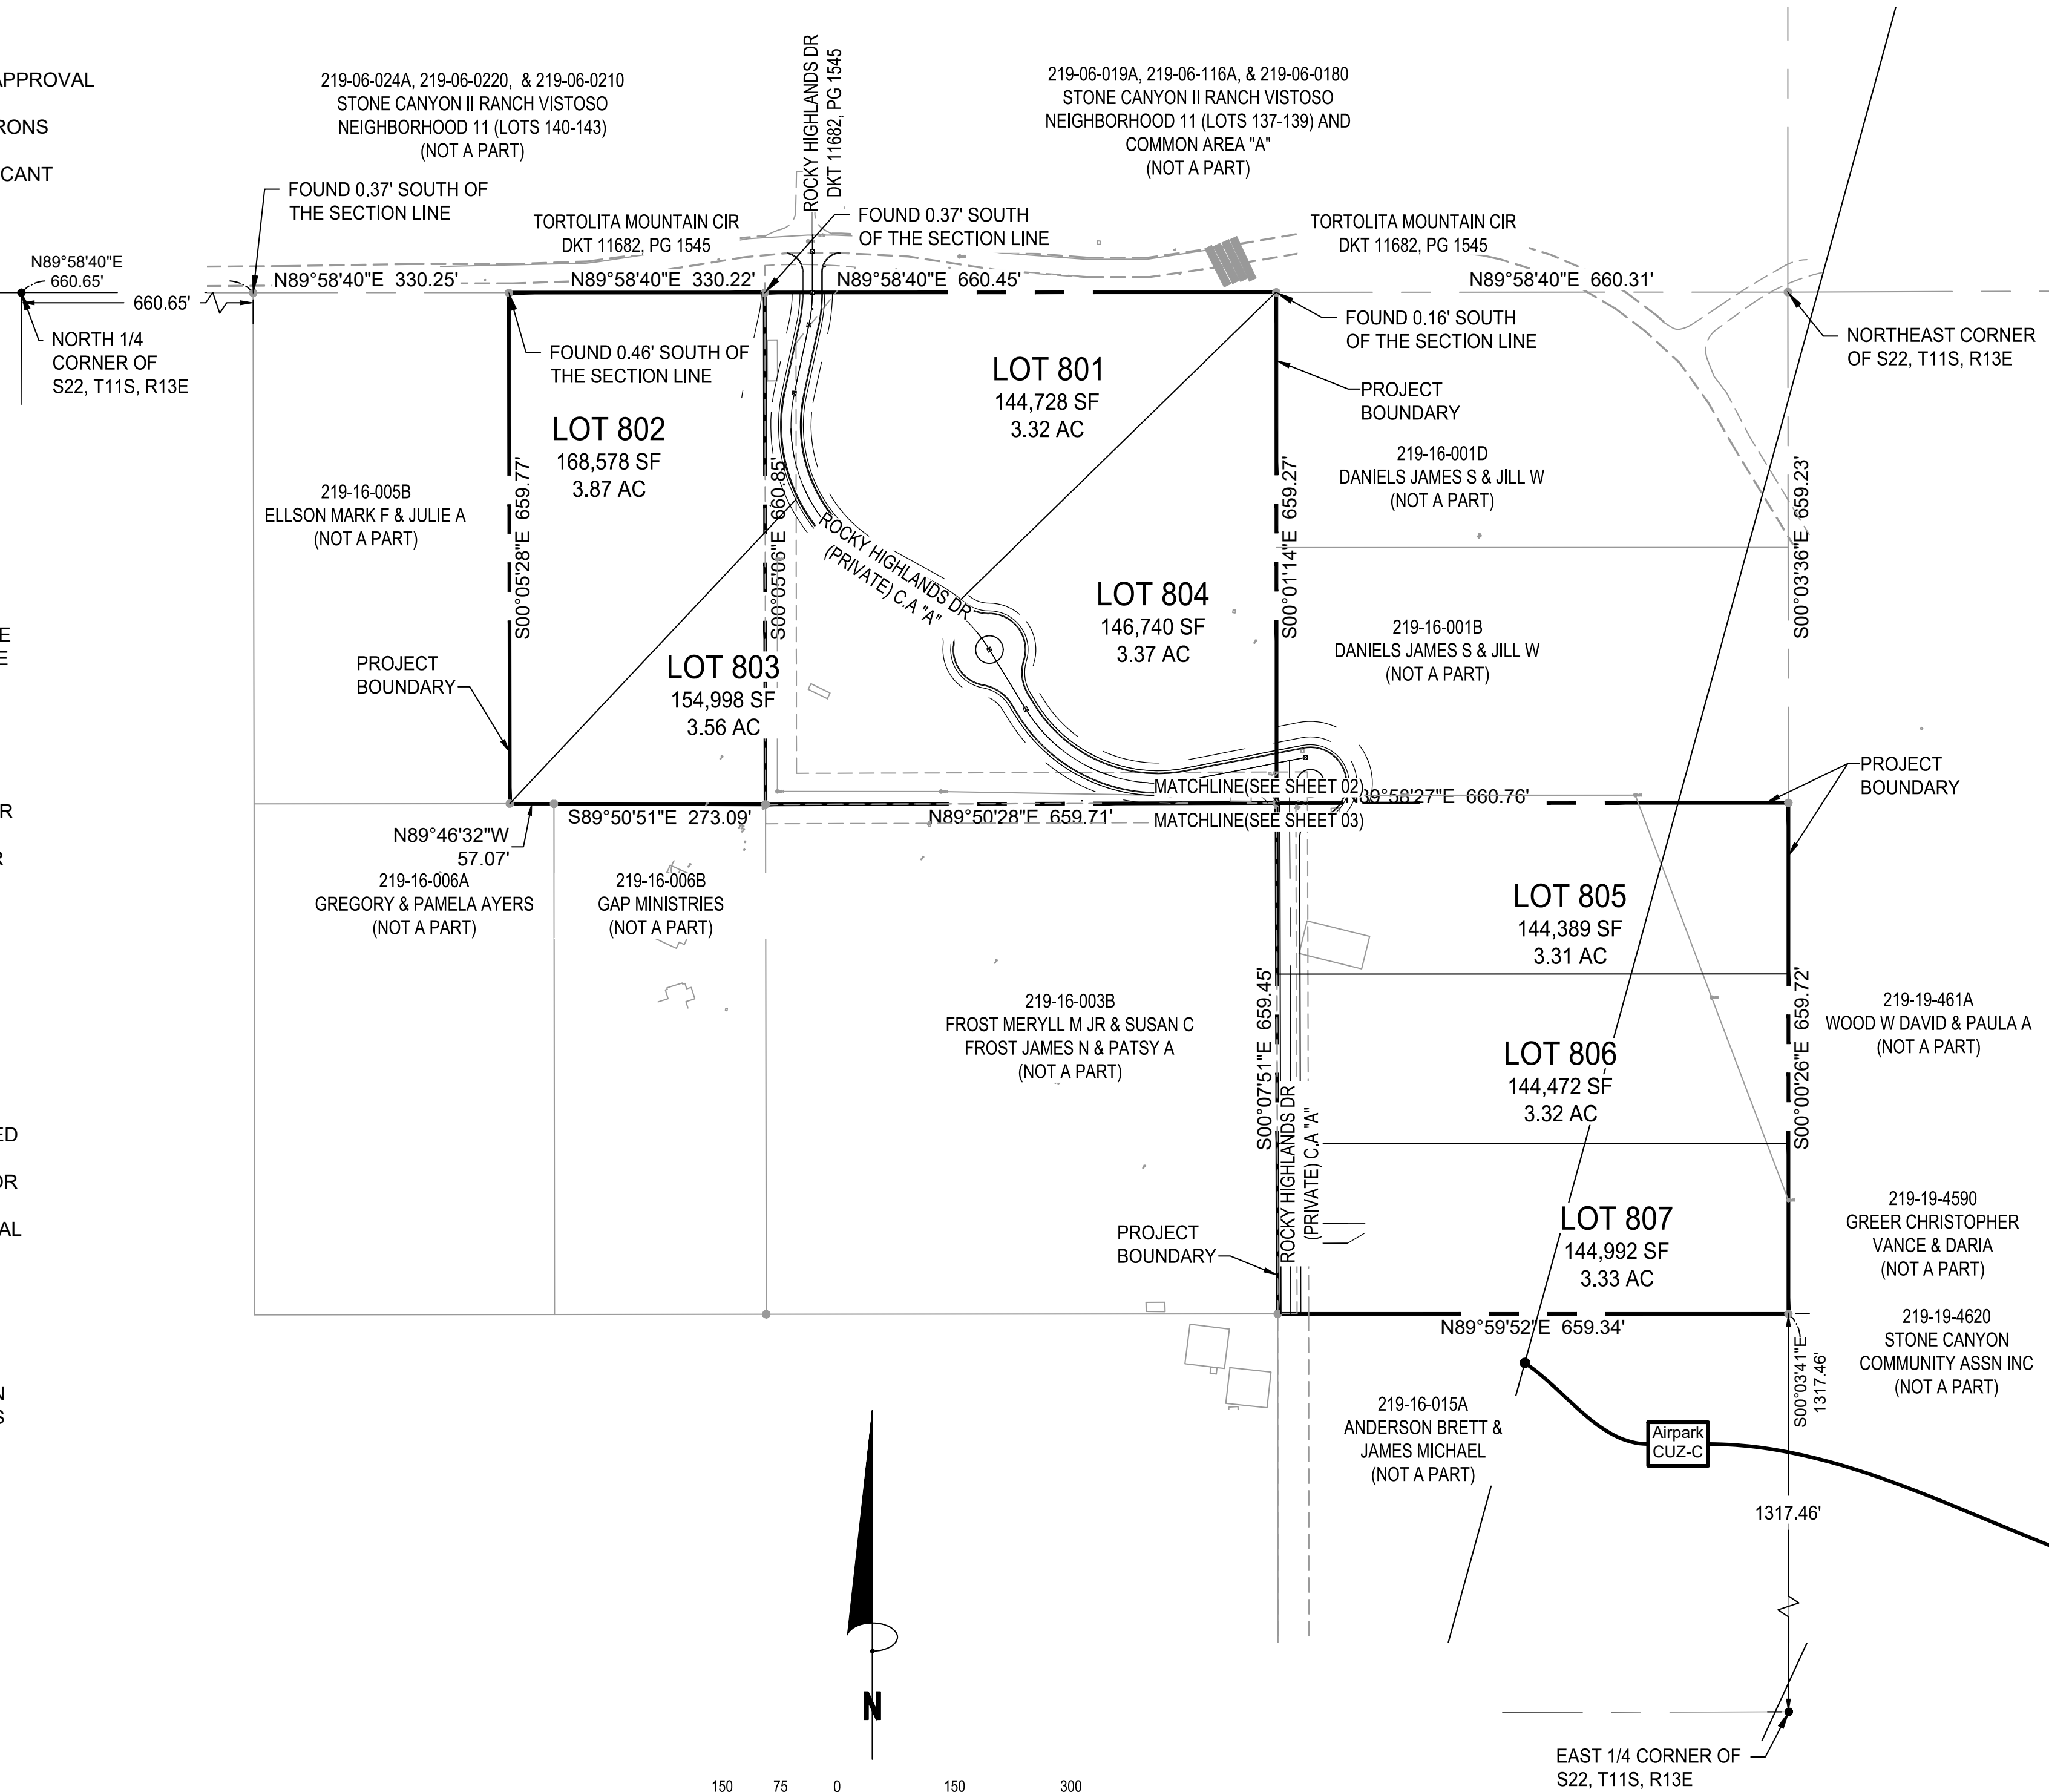 APPROVAL
RONS
CANT
219-06-024A, 219-06-0220, & 219-06-0210
STONE CANYON II RANCH VISTOSO
NEIGHBORHOOD 11 (LOTS 140-143)
(NOT A PART)
ROCKY HIGHLANDS DR
DKT 11682, PG 1545
219-06-019A, 219-06-116A, & 219-06-0180
STONE CANYON II RANCH VISTOSO
NEIGHBORHOOD 11 (LOTS 137-139) AND
COMMON AREA "A"
(NOT A PART)
FOUND 0.37' SOUTH OF
THE SECTION LINE
TORTOLITA MOUNTAIN CIR
DKT 11682, PG 1545
FOUND 0.37' SOUTH
OF THE SECTION LINE
TORTOLITA MOUNTAIN CIR
DKT 11682, PG 1545
N89°58'40"E
660.65'
660.65'
N89°58'40"E 330.25'
N89°58'40"E 330.22'
N89°58'40"E 660.45'
N89°58'40"E 660.31'
NORTH 1/4
CORNER OF
S22, T11S, R13E
FOUND 0.46' SOUTH OF
THE SECTION LINE
FOUND 0.16' SOUTH
OF THE SECTION LINE
NORTHEAST CORNER
OF S22, T11S, R13E
PROJECT
BOUNDARY
LOT 801
144,728 SF
3.32 AC
LOT 802
168,578 SF
3.87 AC
219-16-005B
ELLSON MARK F & JULIE A
(NOT A PART)
S00°05'28"E 659.77'
S00°05'06"E 660.85'
ROCKY HIGHLANDS DR
(PRIVATE) C.A "A"
S00°01'14"E 659.27'
219-16-001D
DANIELS JAMES S & JILL W
(NOT A PART)
S00°03'36"E 659.23'
LOT 804
146,740 SF
3.37 AC
219-16-001B
DANIELS JAMES S & JILL W
(NOT A PART)
E
E
PROJECT
BOUNDARY
LOT 803
154,998 SF
3.56 AC
PROJECT
BOUNDARY
MATCHLINE(SEE SHEET 02)
MATCHLINE(SEE SHEET 03)
39°58'27"E 660.76'
R
R
N89°46'32"W
57.07'
S89°50'51"E 273.09'
N89°50'28"E 659.71'
219-16-006A
GREGORY & PAMELA AYERS
(NOT A PART)
219-16-006B
GAP MINISTRIES
(NOT A PART)
LOT 805
144,389 SF
3.31 AC
219-16-003B
FROST MERYLL M JR & SUSAN C
FROST JAMES N & PATSY A
(NOT A PART)
S00°07'51"E 659.45'
ROCKY HIGHLANDS DR
(PRIVATE) C.A "A"
LOT 806
144,472 SF
3.32 AC
S00°00'26"E 659.72'
219-19-461A
WOOD W DAVID & PAULA A
(NOT A PART)
ED
OR
AL
PROJECT
BOUNDARY
LOT 807
144,992 SF
3.33 AC
219-19-4590
GREER CHRISTOPHER
VANCE & DARIA
(NOT A PART)
N89°59'52"E 659.34'
219-19-4620
STONE CANYON
COMMUNITY ASSN INC
(NOT A PART)
S00°03'41"E
1317.46'
N
S
219-16-015A
ANDERSON BRETT &
JAMES MICHAEL
(NOT A PART)
Airpark
CUZ-C
1317.46'
N
EAST 1/4 CORNER OF
S22, T11S, R13E
150 75 0 150 300